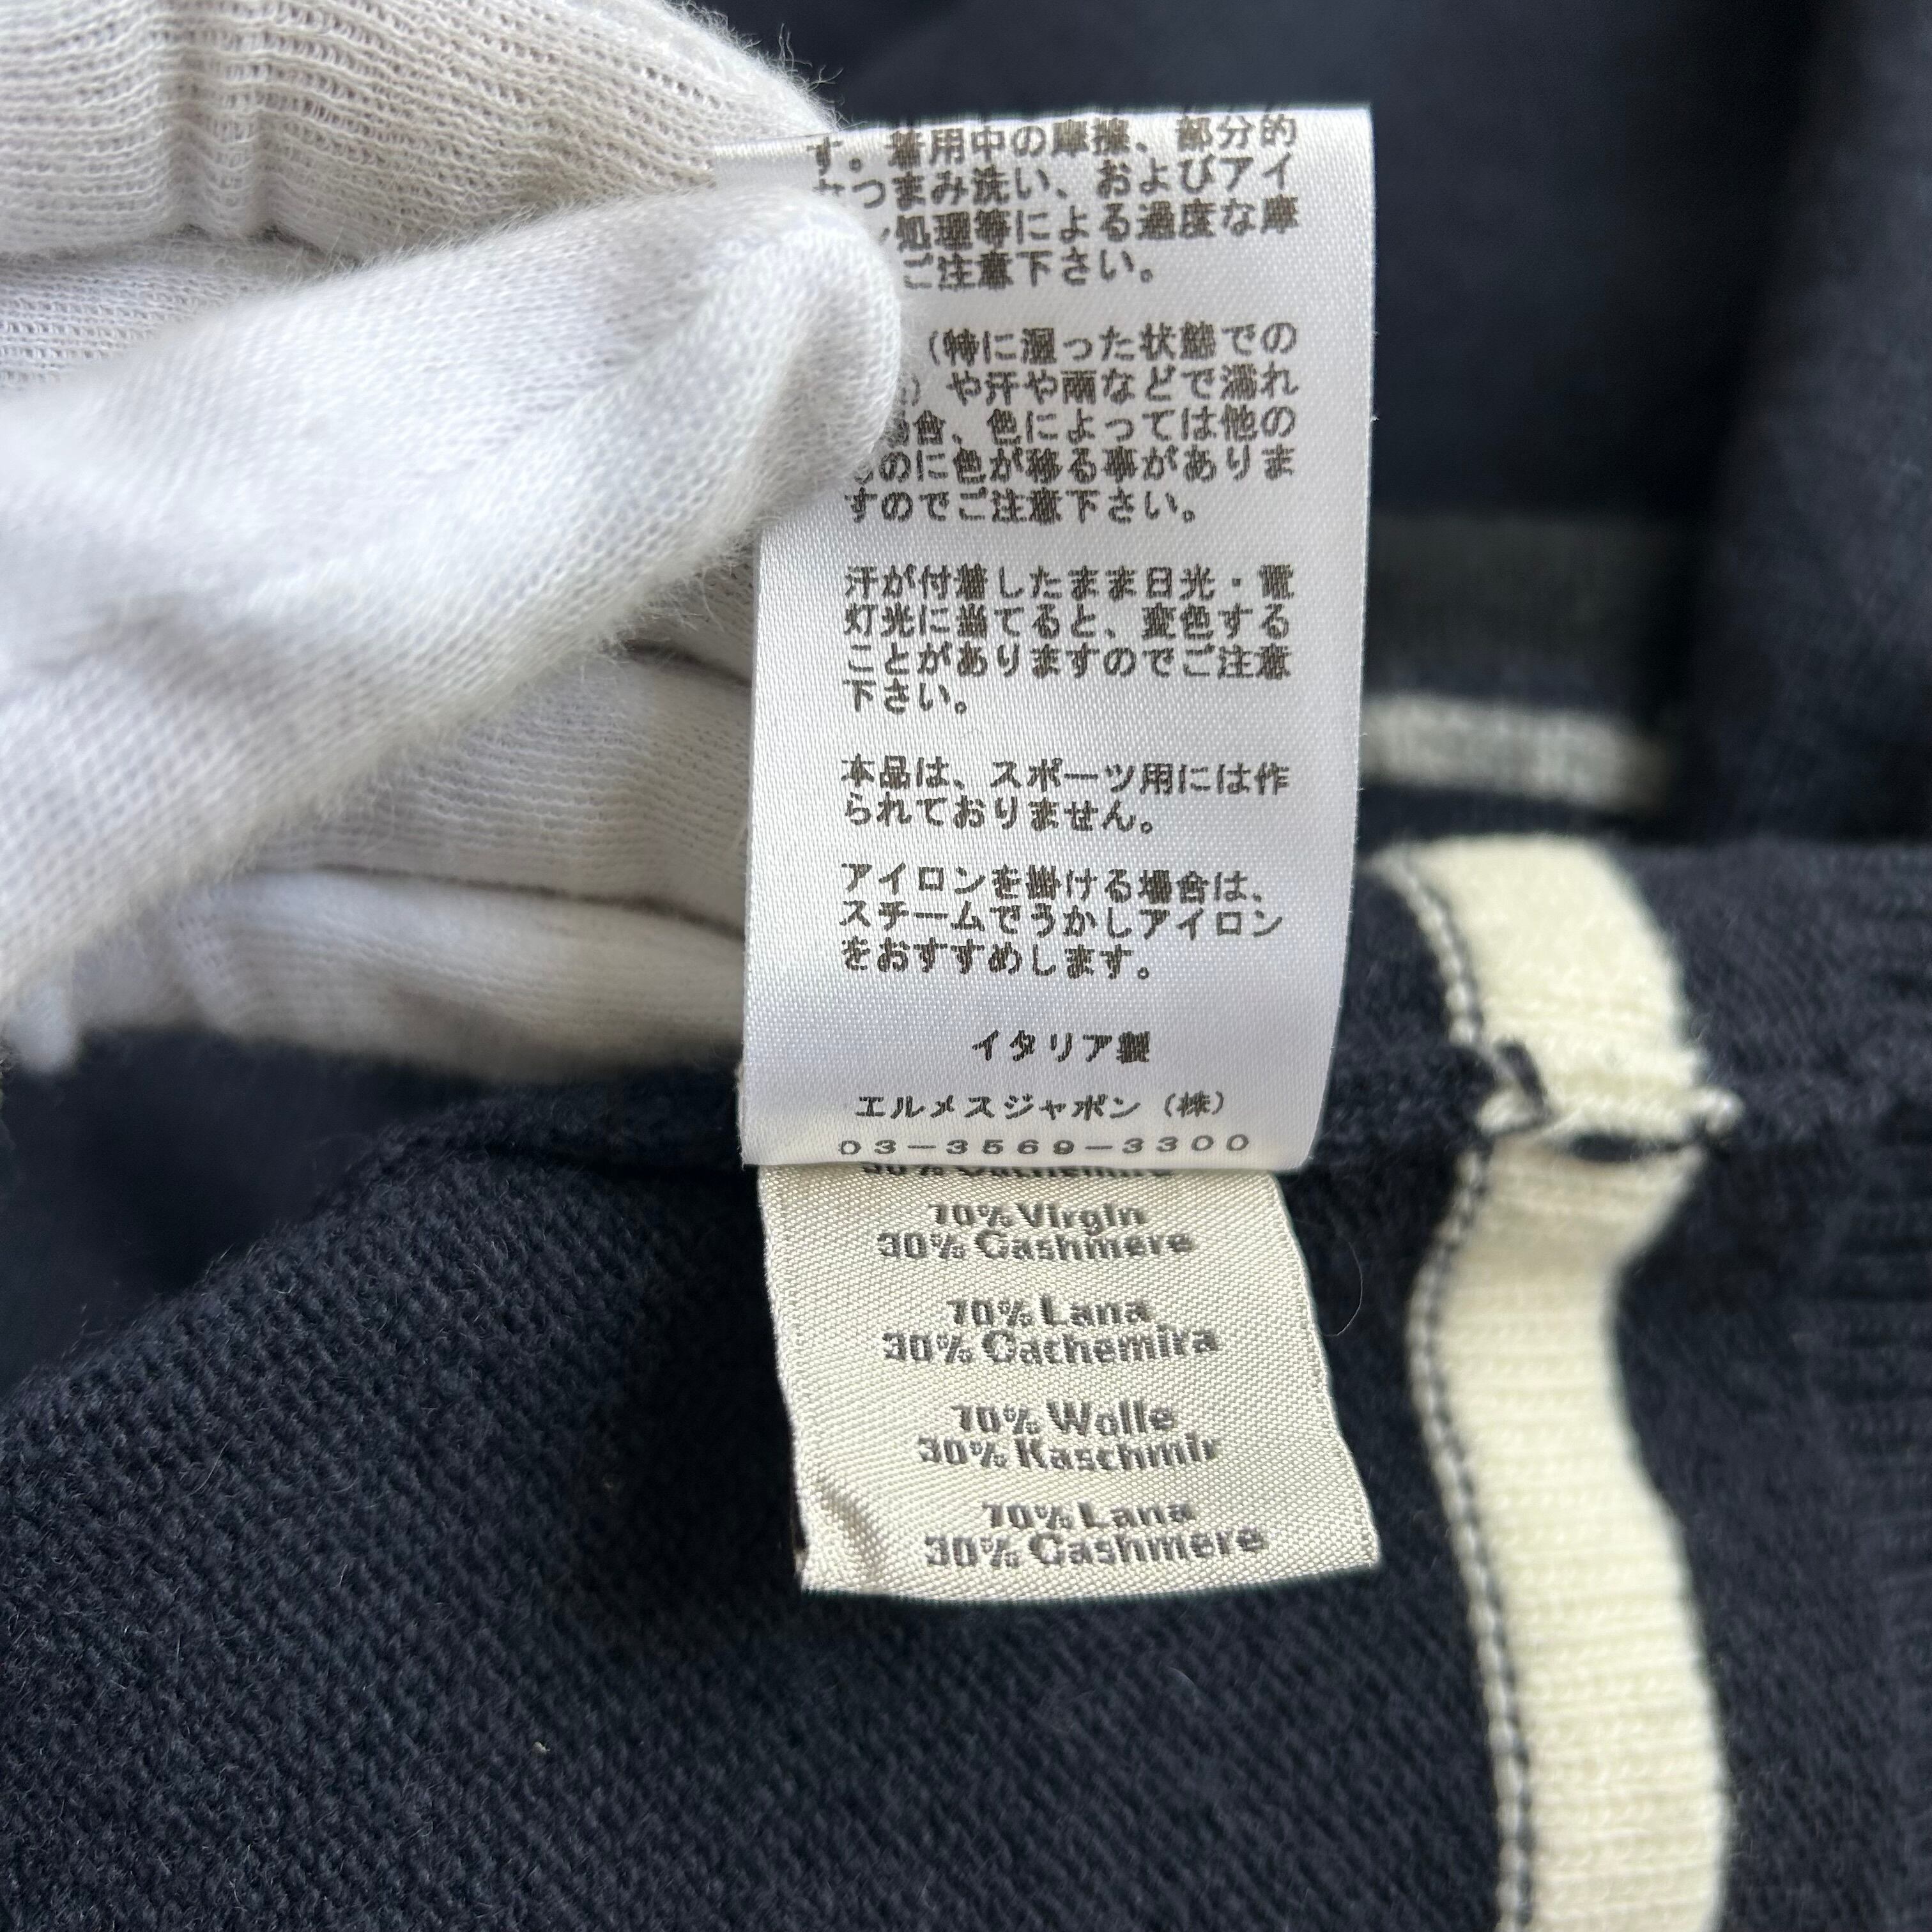 す。着用中の摩擦、部分的
つまみ洗い、およびアイ
処理等による過度な摩
ご注意下さい。
（特に湿った状態での
）や汗や雨などで濡れ
合、色によっては他の
のに色が移る事がありま
すのでご注意下さい。
汗が付着したまま日光・電
灯光に当てると、変色する
ことがありますのでご注意
下さい。
本品は、スポーツ用には作
られておりません。
アイロンを掛ける場合は、
スチームでうかしアイロン
をおすすめします。
イタリア製
エルメスジャポン（株）
03－3569－3300
30% Cachemire
70% Virgin
30% Cashmere
70% Lana
30% Cachemira
70% Wolle
30% Kaschmir
70% Lana
30% Cashmere